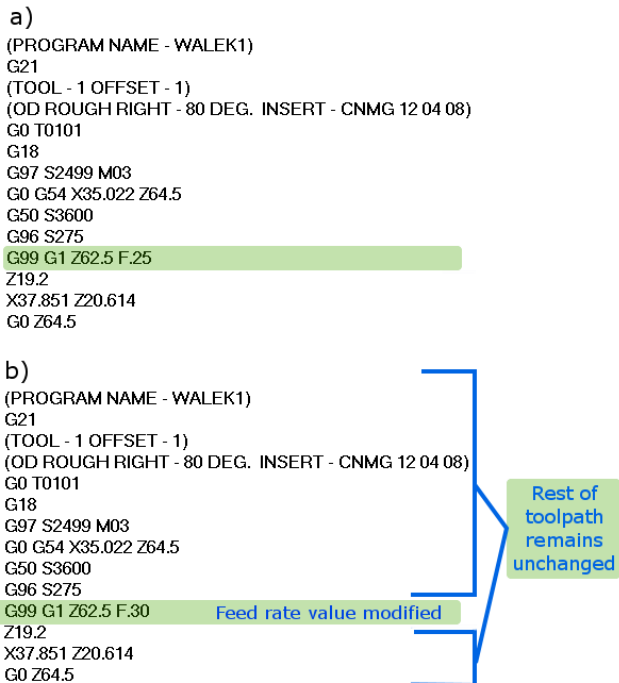 a)
(PROGRAM NAME - WALEK1)
G21
(TOOL - 1 OFFSET - 1)
(OD ROUGH RIGHT - 80 DEG. INSERT - CNMG 12 04 08)
G0 T0101
G18
G97 S2499 M03
G0 G54 X35.022 Z64.5
G50 S3600
G96 S275
G99 G1 Z62.5 F.25
Z19.2
X37.851 Z20.614
G0 Z64.5
b)
(PROGRAM NAME - WALEK1)
G21
(TOOL - 1 OFFSET - 1)
(OD ROUGH RIGHT - 80 DEG. INSERT - CNMG 12 04 08)
G0 T0101
G18
G97 S2499 M03
G0 G54 X35.022 Z64.5
G50 S3600
G96 S275
G99 G1 Z62.5 F.30 Feed rate value modified
Z19.2
X37.851 Z20.614
G0 Z64.5
Rest of
toolpath
remains
unchanged